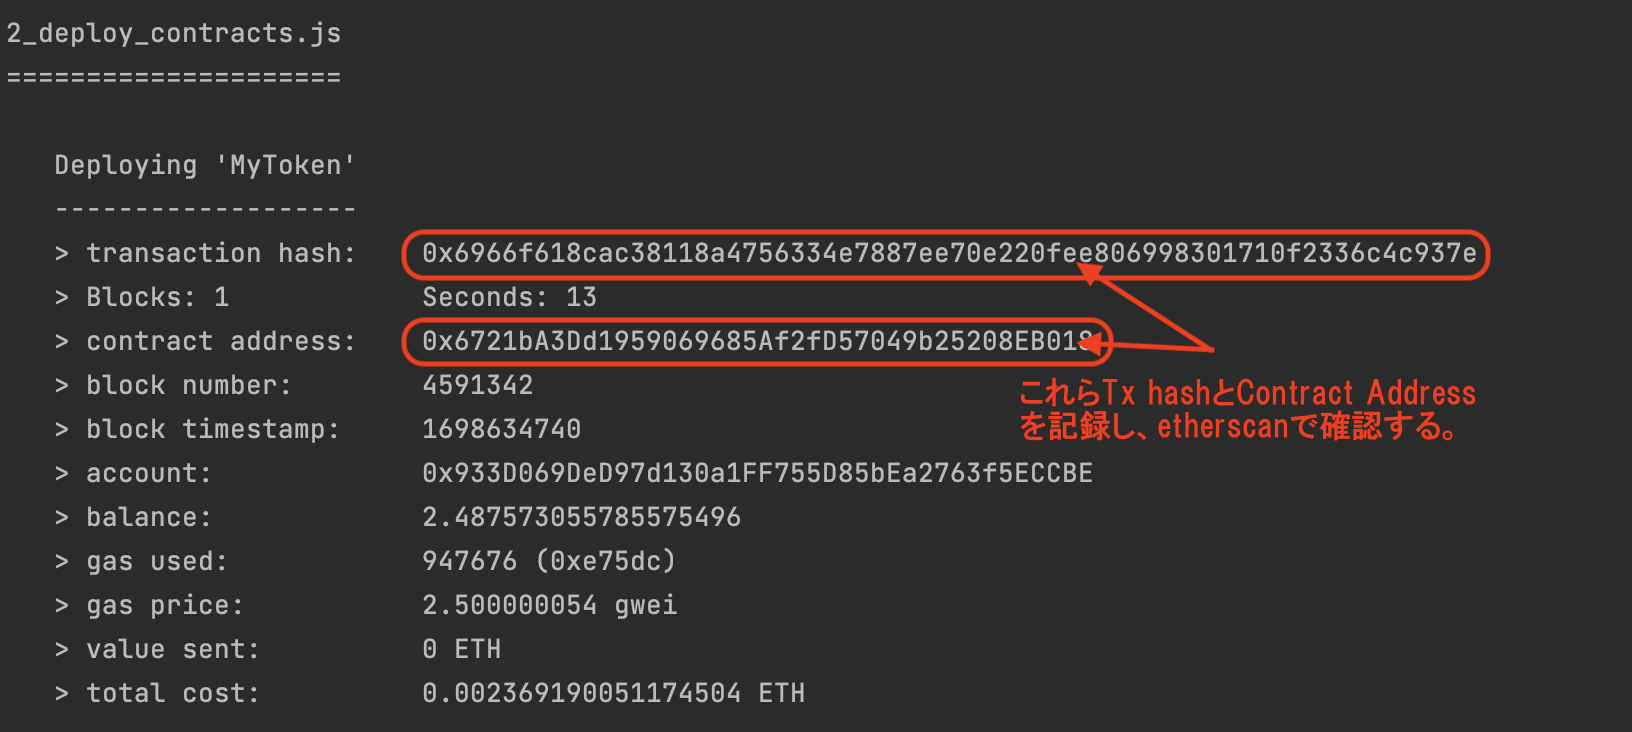 2_deploy_contracts.js
=====================
Deploying 'MyToken'
-------------------
> transaction hash: 0x6966f618cac38118a4756334e7887ee70e220fee806998301710f2336c4c937e
> Blocks: 1 Seconds: 13
> contract address: 0x6721bA3Dd1959069685Af2fD57049b25208EB018
> block number: 4591342
> block timestamp: 1698634740
> account: 0x933D069DeD97d130a1FF755D85bEa2763f5ECCBE
> balance: 2.487573055785575496
> gas used: 947676 (0xe75dc)
> gas price: 2.500000054 gwei
> value sent: 0 ETH
> total cost: 0.002369190051174504 ETH
これらTx hashとContract Address
を記録し、etherscanで確認する。